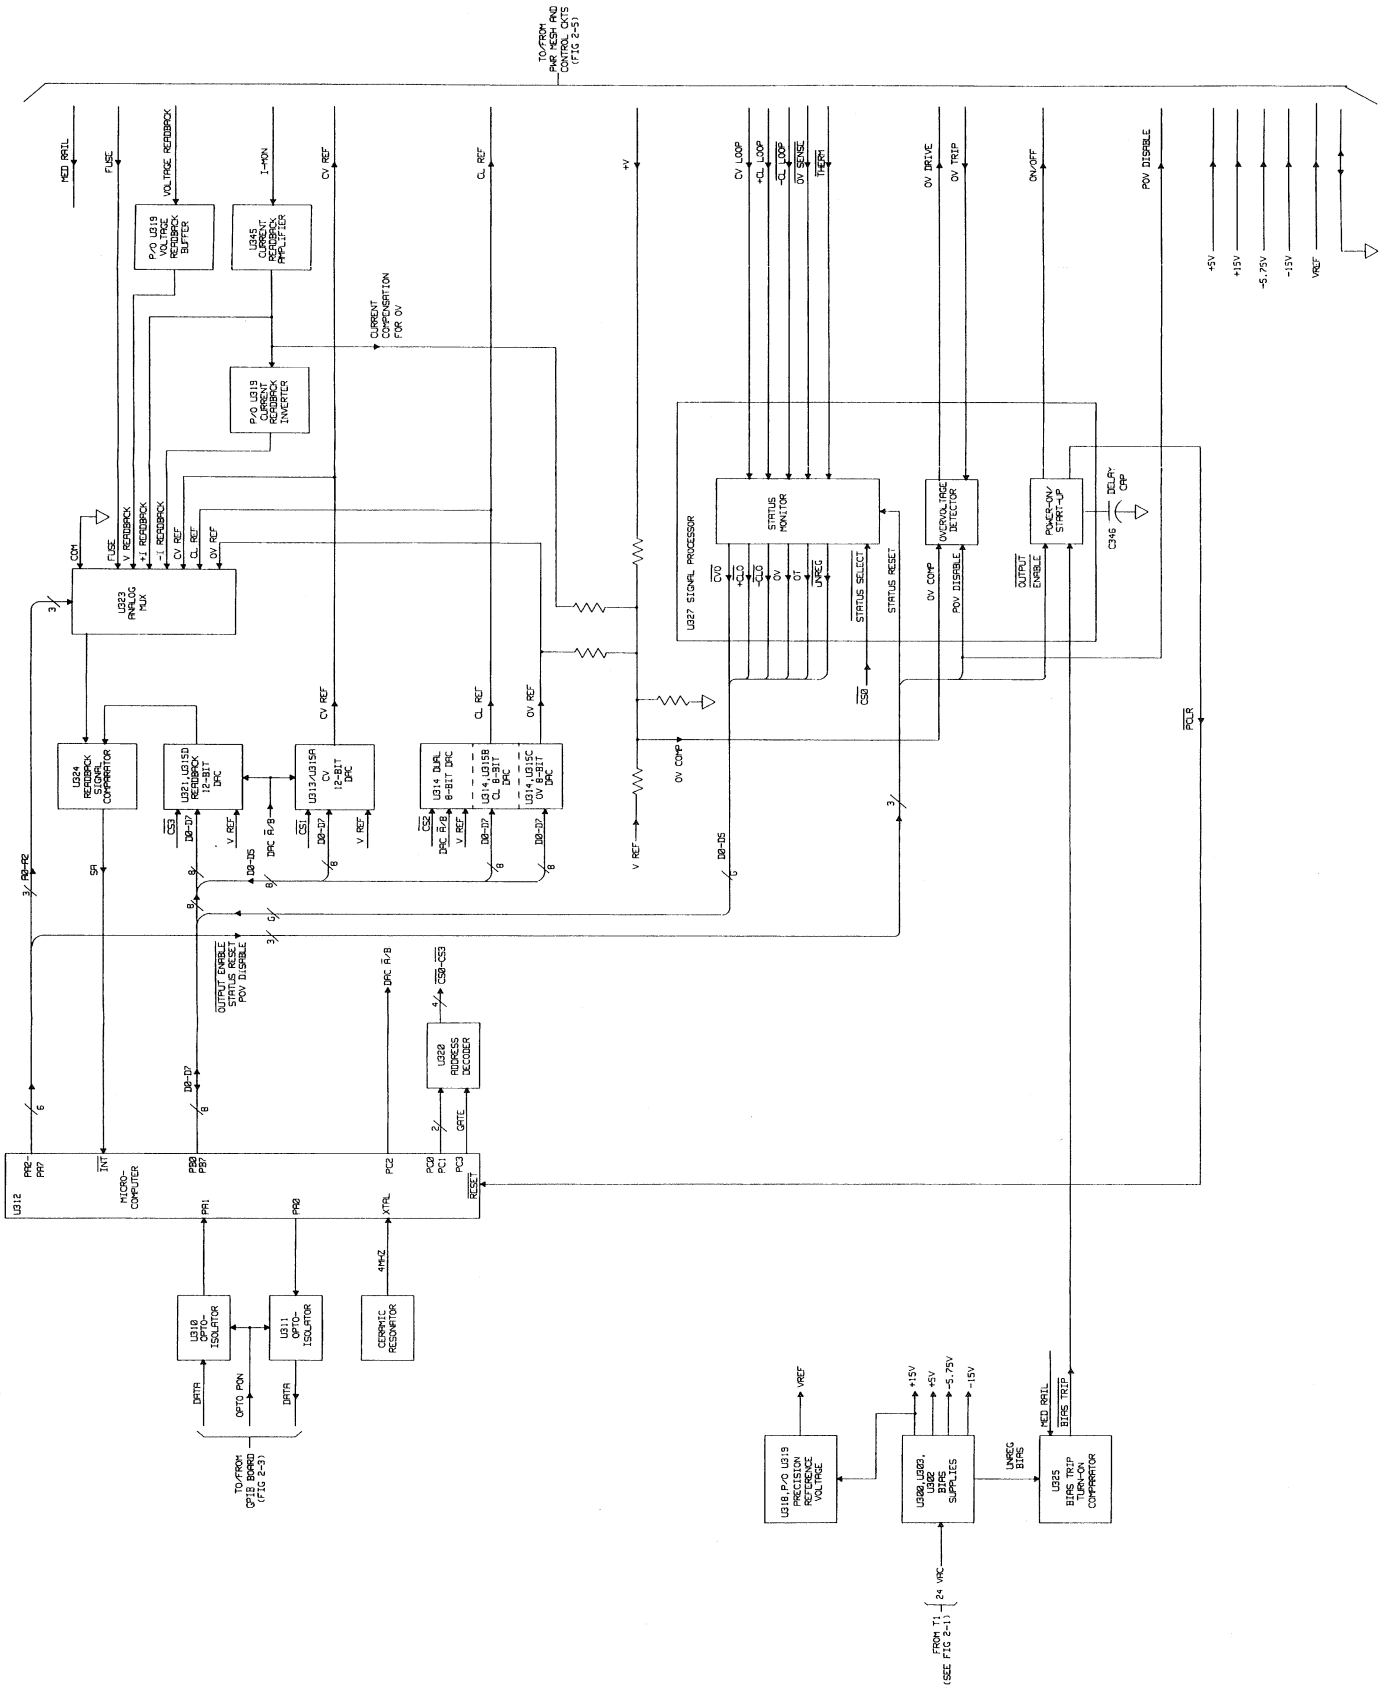 TO/FROM
PWR MESH AND
CONTROL CKTS
(FIG 2-5)
MED RAIL
FUSE
VOLTAGE READBACK
I-MON
CV REF
CL REF
+V
CV LOOP
+CL LOOP
-CL LOOP
OV SENSE
THERM
OV DRIVE
OV TRIP
ON/OFF
POV DISABLE
+5V
+15V
-5.75V
-15V
VREF
P/O U319
VOLTAGE
READBACK
BUFFER
U345
CURRENT
READBACK
AMPLIFIER
CURRENT
COMPENSATION
FOR OV
P/O U319
CURRENT
READBACK
INVERTER
COM
FUSE
V READBACK
+I READBACK
-I READBACK
CV REF
CL REF
OV REF
3
U323
ANALOG
MUX
U327 SIGNAL PROCESSOR
STATUS
MONITOR
OVERVOLTAGE
DETECTOR
POWER-ON/
START-UP
C346
DELAY
CAP
CVO
+CLO
-CLO
OV
OT
UNREG
STATUS SELECT
STATUS RESET
OV COMP
POV DISABLE
OUTPUT
ENABLE
CS0
CV REF
CL REF
OV REF
U324
READBACK
SIGNAL
COMPARATOR
U321,U315D
READBACK
12-BIT
DAC
U313/U315A
CV
12-BIT
DAC
U314 DUAL
8-BIT DAC
U314,U315B
CL 8-BIT
DAC
U314,U315C
OV 8-BIT
DAC
CS3
D0-D7
V REF
DAC A/B
CS1
D0-D7
V REF
CS2
DAC A/B
V REF
D0-D7
D0-D7
V REF
OV COMP
PCLR
3
D0-D5
6
3
A0-A2
SA
8
8
D0-D5
8
8
8
8
6
3
OUTPUT ENABLE
STATUS RESET
POV DISABLE
DAC A/B
CS0-CS3
4
U320
ADDRESS
DECODER
6
D0-D7
8
2
GATE
U312
MICRO-
COMPUTER
PA2-
PA7
INT
PB0
PB7
PC2
PC0
PC1
PC3
RESET
PA1
PA0
XTAL
4MHZ
U310
OPTO-
ISOLATOR
U311
OPTO-
ISOLATOR
CERAMIC
RESONATOR
DATA
OPTO PON
DATA
TO/FROM
GPIB BOARD
(FIG 2-3)
VREF
+15V
+5V
-5.75V
-15V
MED RAIL
BIAS TRIP
U318,P/O U319
PRECISION
REFERENCE
VOLTAGE
U300,U303,
U302
BIAS
SUPPLIES
UNREG
BIAS
U325
BIAS TRIP
TURN-ON
COMPARATOR
24 VAC
FROM T1
(SEE FIG 2-1)